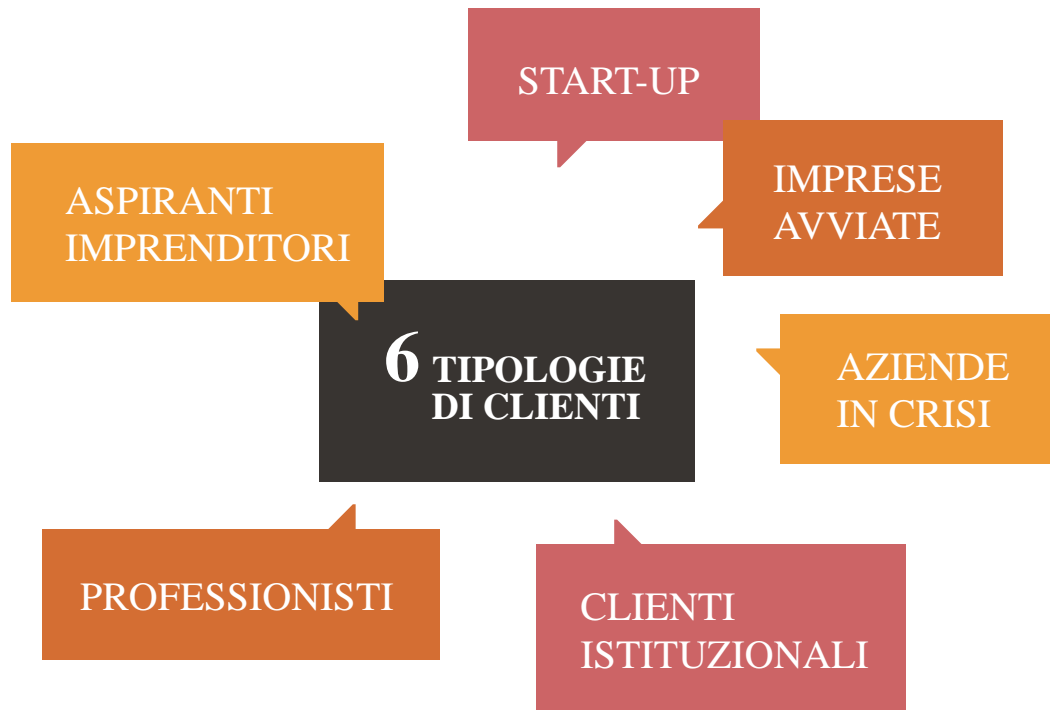 START-UP
IMPRESE
AVVIATE
ASPIRANTI
IMPRENDITORI
6 TIPOLOGIE
DI CLIENTI
AZIENDE
IN CRISI
PROFESSIONISTI
CLIENTI
ISTITUZIONALI